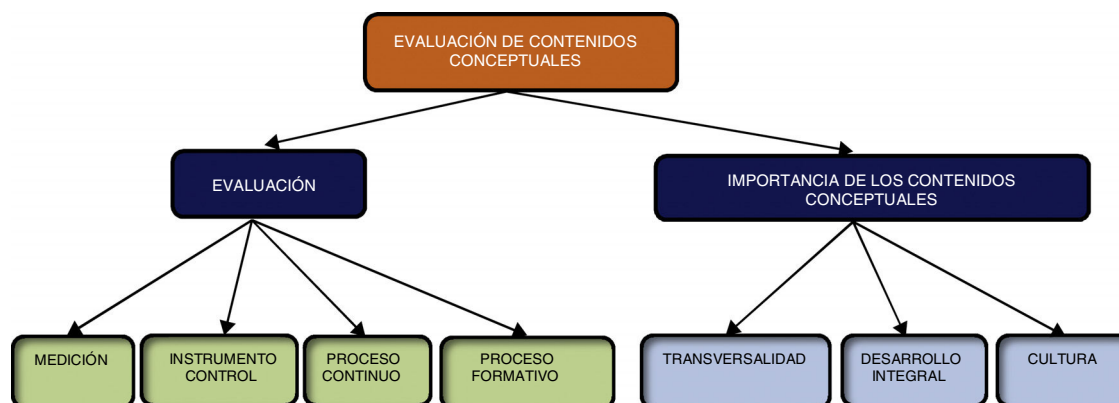 EVALUACIÓN DE CONTENIDOS
CONCEPTUALES
EVALUACIÓN
IMPORTANCIA DE LOS CONTENIDOS
CONCEPTUALES
MEDICIÓN
INSTRUMENTO
CONTROL
PROCESO
CONTINUO
PROCESO
FORMATIVO
TRANSVERSALIDAD
DESARROLLO
INTEGRAL
CULTURA